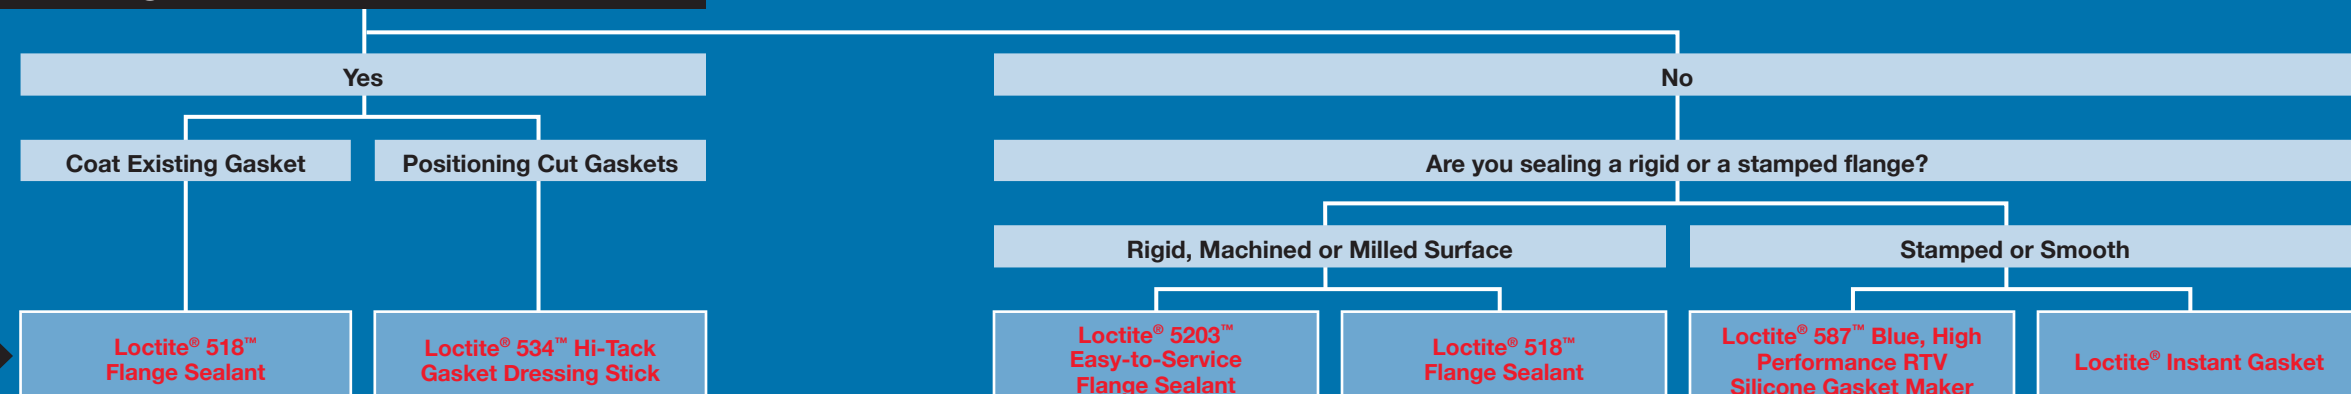 Yes
No
Coat Existing Gasket
Positioning Cut Gaskets
Are you sealing a rigid or a stamped flange?
Rigid, Machined or Milled Surface
Stamped or Smooth
Loctite® 518™
Flange Sealant
Loctite® 534™ Hi-Tack
Gasket Dressing Stick
Loctite® 5203™
Easy-to-Service
Flange Sealant
Loctite® 518™
Flange Sealant
Loctite® 587™ Blue, High
Performance RTV
Silicone Gasket Maker
Loctite® Instant Gasket